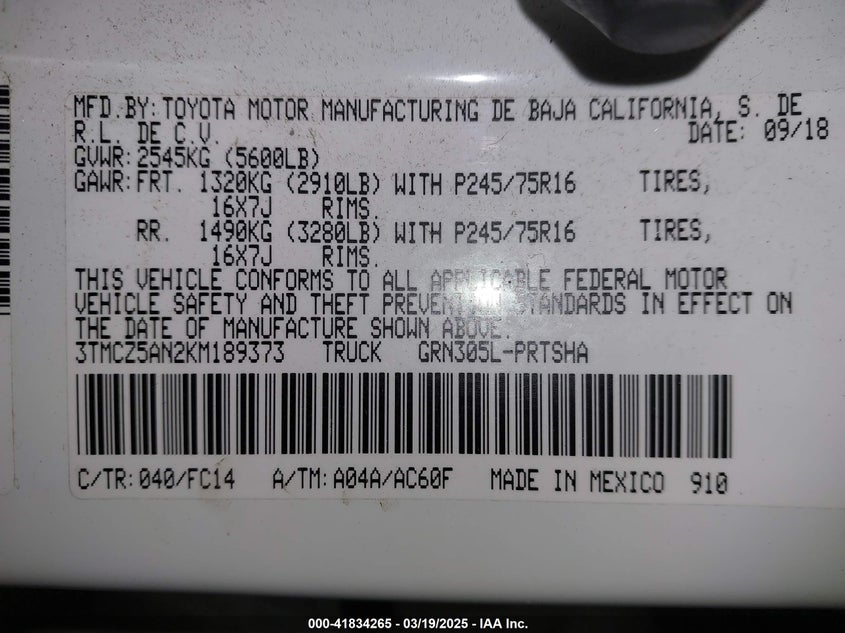 MFD.BY:TOYOTA MOTOR MANUFACTURING DE BAJA CALIFORNIA, S. DE
R.L. DE C.V. DATE: 09/18
GVWR:2545KG (5600LB)
GAWR:FRT. 1320KG (2910LB) WITH P245/75R16 TIRES,
16X7J RIMS.
RR. 1490KG (3280LB) WITH P245/75R16 TIRES,
16X7J RIMS.
THIS VEHICLE CONFORMS TO ALL APPLICABLE FEDERAL MOTOR
VEHICLE SAFETY AND THEFT PREVENTION STANDARDS IN EFFECT ON
THE DATE OF MANUFACTURE SHOWN ABOVE.
3TMCZ5AN2KM189373 TRUCK GRN305L-PRTSHA
C/TR:040/FC14 A/TM:A04A/AC60F MADE IN MEXICO 910
000-41834265 - 03/19/2025 - IAA Inc.